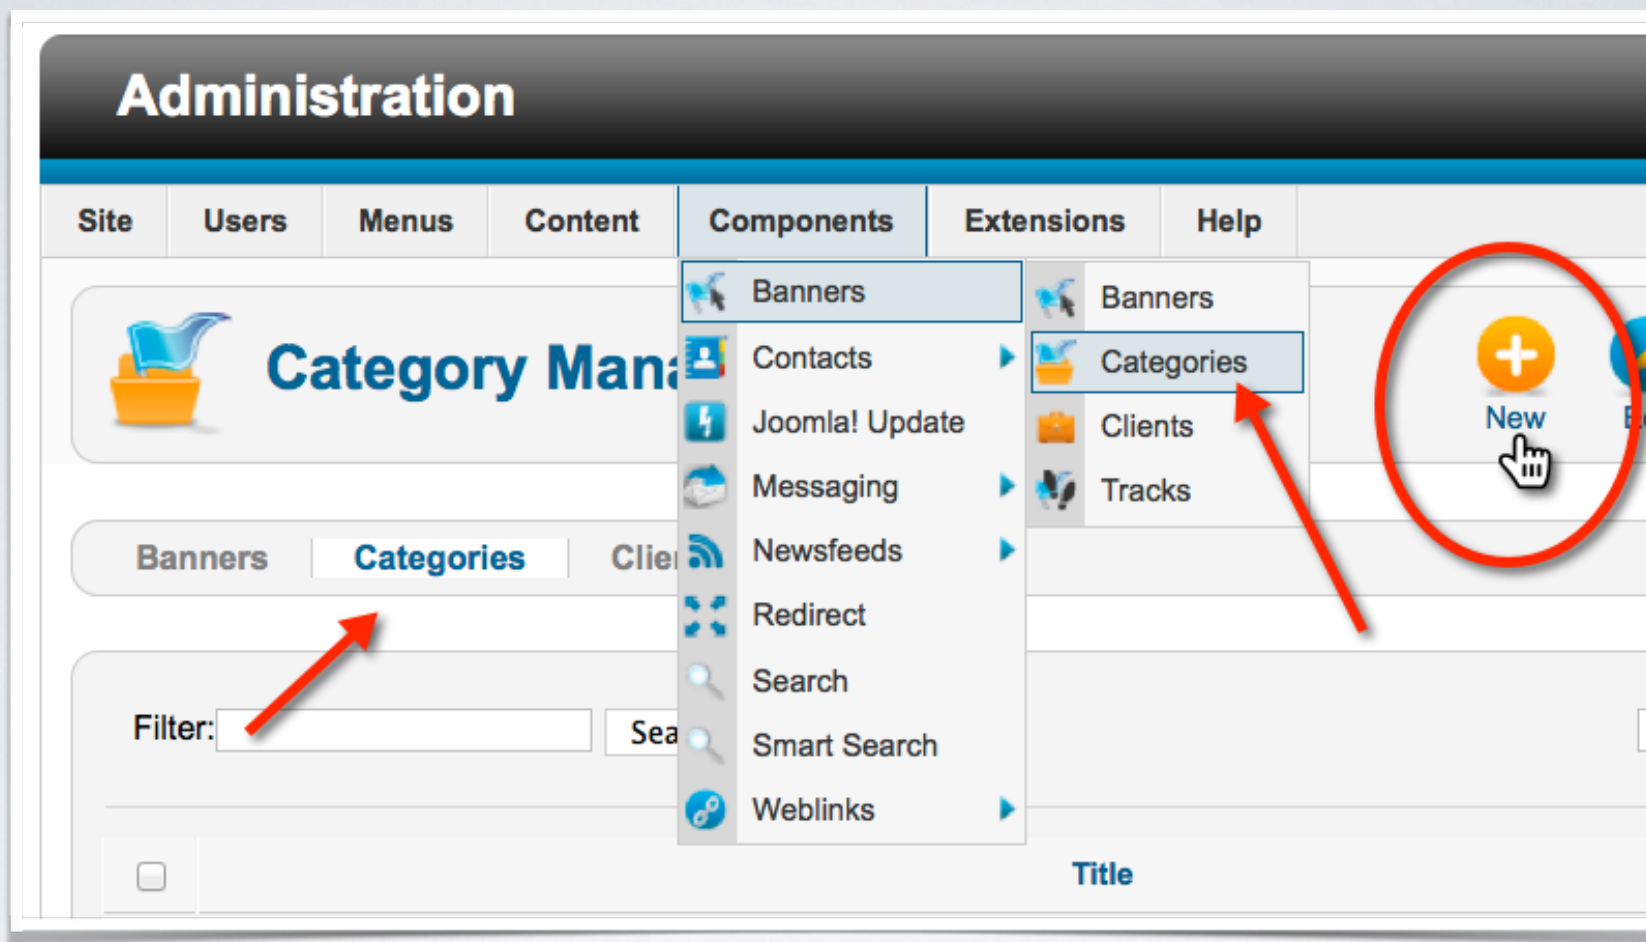 Administration
Site Users Menus Content Components Extensions Help
Category Mana
Banners
Contacts
Joomla! Update
Messaging
Newsfeeds
Redirect
Search
Smart Search
Weblinks
Banners
Categories
Clients
Tracks
New
Banners Categories Clie
Filter: Sea
Title